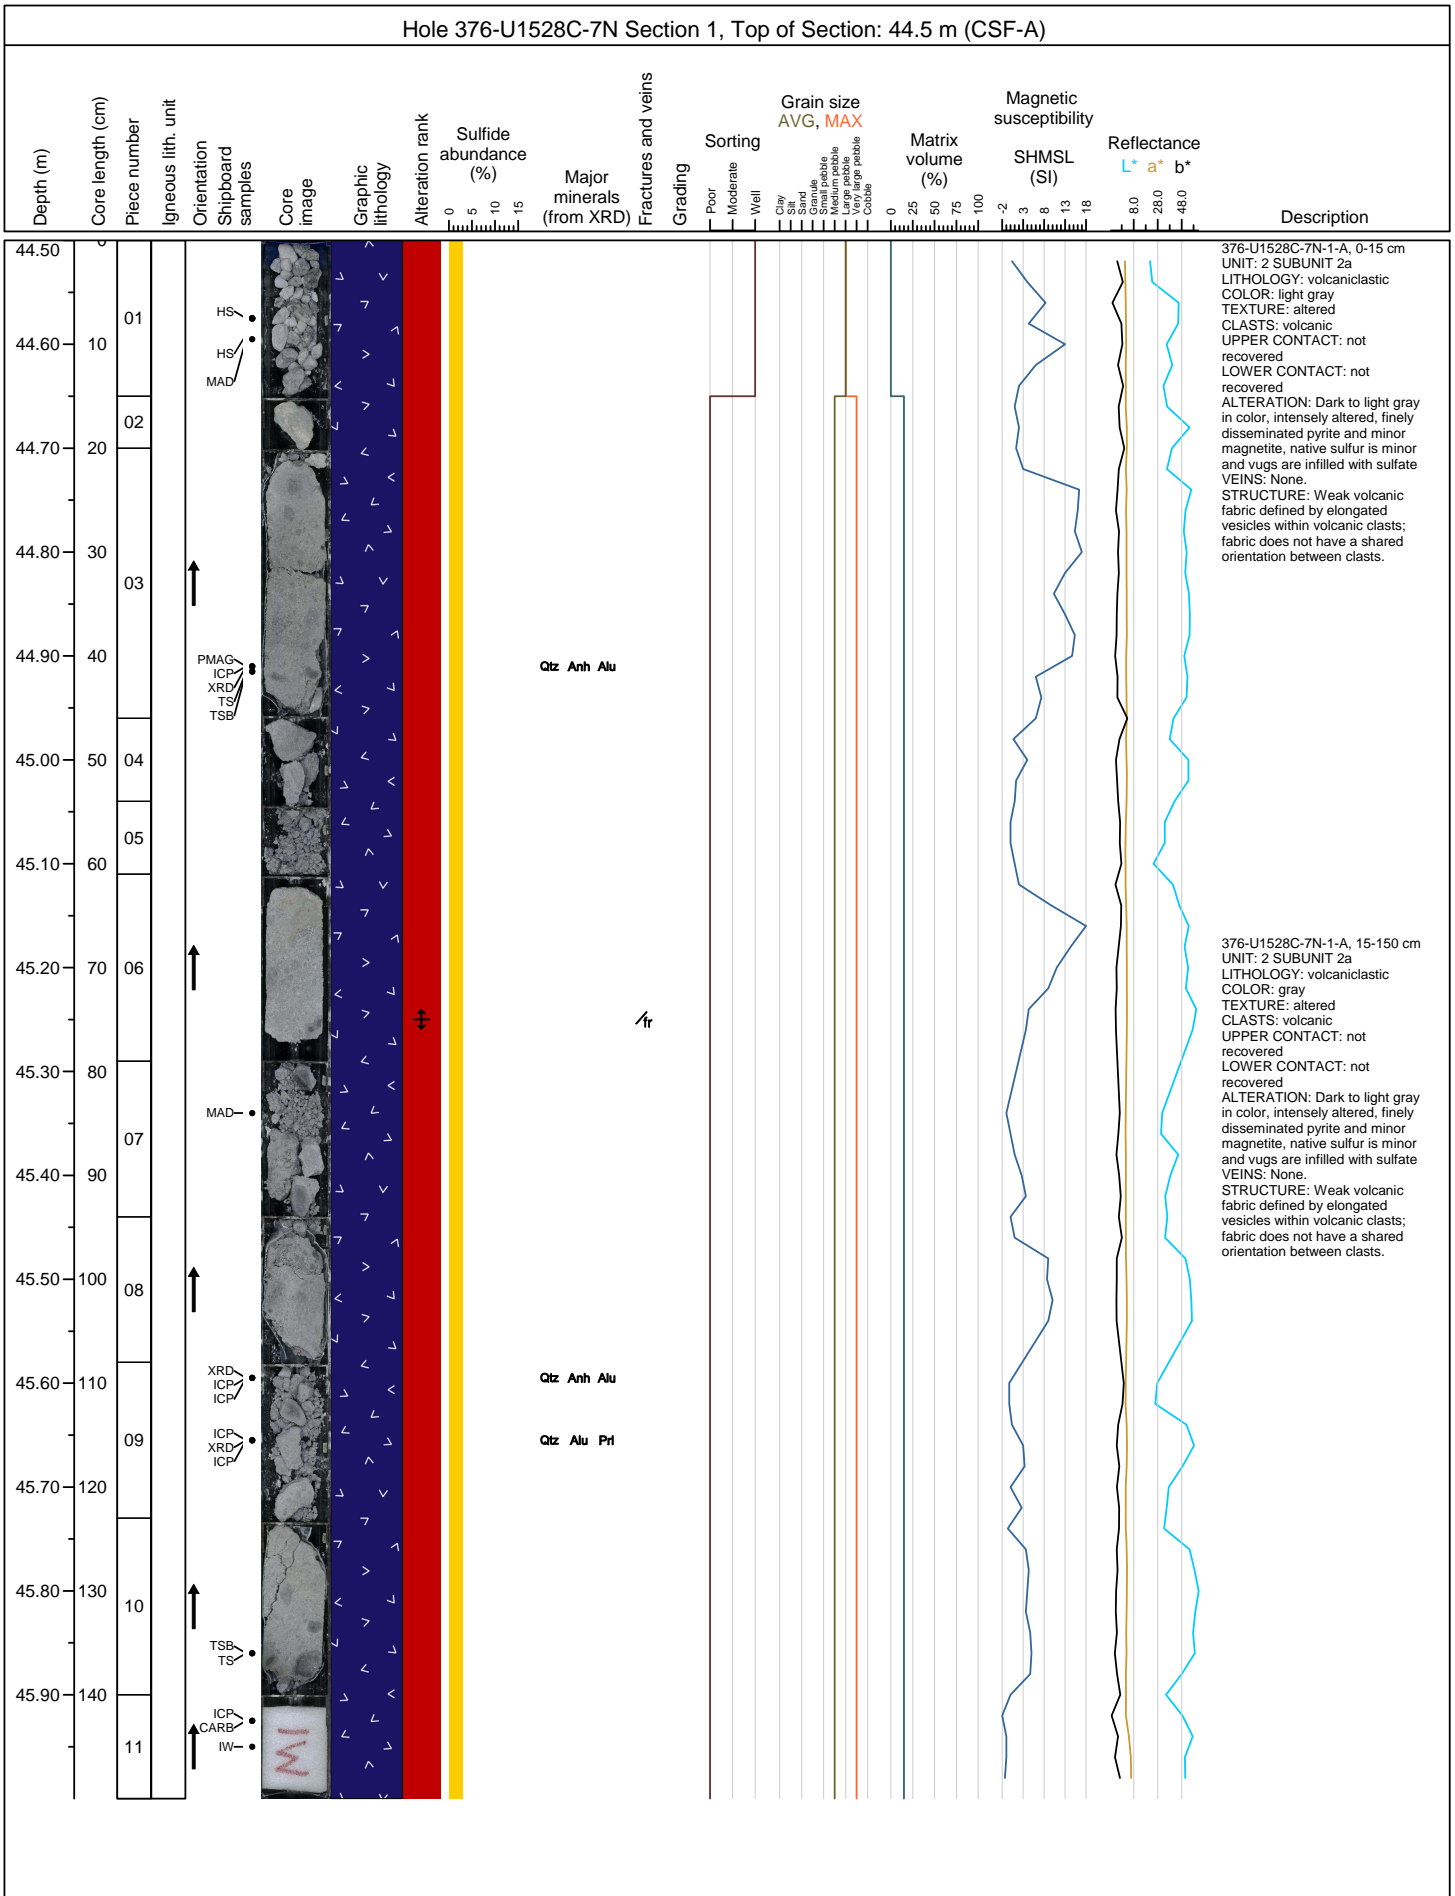 Hole 376-U1528C-7N Section 1, Top of Section: 44.5 m (CSF-A)
Depth (m)
Core length (cm)
Piece number
Igneous lith. unit
Orientation
Shipboard
samples
Core
image
Graphic
lithology
Alteration rank
Sulfide
abundance
(%)
0 5 10 15
Major
minerals
(from XRD)
Fractures and veins
Grading
Sorting
Poor
Moderate
Well
Grain size
AVG, MAX
Clay
Silt
Sand
Granule
Small pebble
Medium pebble
Large pebble
Very large pebble
Cobble
Matrix
volume
(%)
0 25 50 75 100
Magnetic
susceptibility
SHMSL
(SI)
-2 3 8 13 18
Reflectance
L* a* b*
8.0 28.0 48.0
Description
44.50 0
44.60 10
44.70 20
44.80 30
44.90 40
45.00 50
45.10 60
45.20 70
45.30 80
45.40 90
45.50 100
45.60 110
45.70 120
45.80 130
45.90 140
01
02
03
04
05
06
07
08
09
10
11
HS
HS
MAD
PMAG
ICP
XRD
TS
TSB
MAD
XRD
ICP
ICP
ICP
XRD
ICP
TSB
TS
ICP
CARB
IW
IW
Qtz Anh Alu
Qtz Anh Alu
Qtz Alu Prl
fr
376-U1528C-7N-1-A, 0-15 cm
UNIT: 2 SUBUNIT 2a
LITHOLOGY: volcaniclastic
COLOR: light gray
TEXTURE: altered
CLASTS: volcanic
UPPER CONTACT: not
recovered
LOWER CONTACT: not
recovered
ALTERATION: Dark to light gray
in color, intensely altered, finely
disseminated pyrite and minor
magnetite, native sulfur is minor
and vugs are infilled with sulfate
VEINS: None.
STRUCTURE: Weak volcanic
fabric defined by elongated
vesicles within volcanic clasts;
fabric does not have a shared
orientation between clasts.
376-U1528C-7N-1-A, 15-150 cm
UNIT: 2 SUBUNIT 2a
LITHOLOGY: volcaniclastic
COLOR: gray
TEXTURE: altered
CLASTS: volcanic
UPPER CONTACT: not
recovered
LOWER CONTACT: not
recovered
ALTERATION: Dark to light gray
in color, intensely altered, finely
disseminated pyrite and minor
magnetite, native sulfur is minor
and vugs are infilled with sulfate
VEINS: None.
STRUCTURE: Weak volcanic
fabric defined by elongated
vesicles within volcanic clasts;
fabric does not have a shared
orientation between clasts.